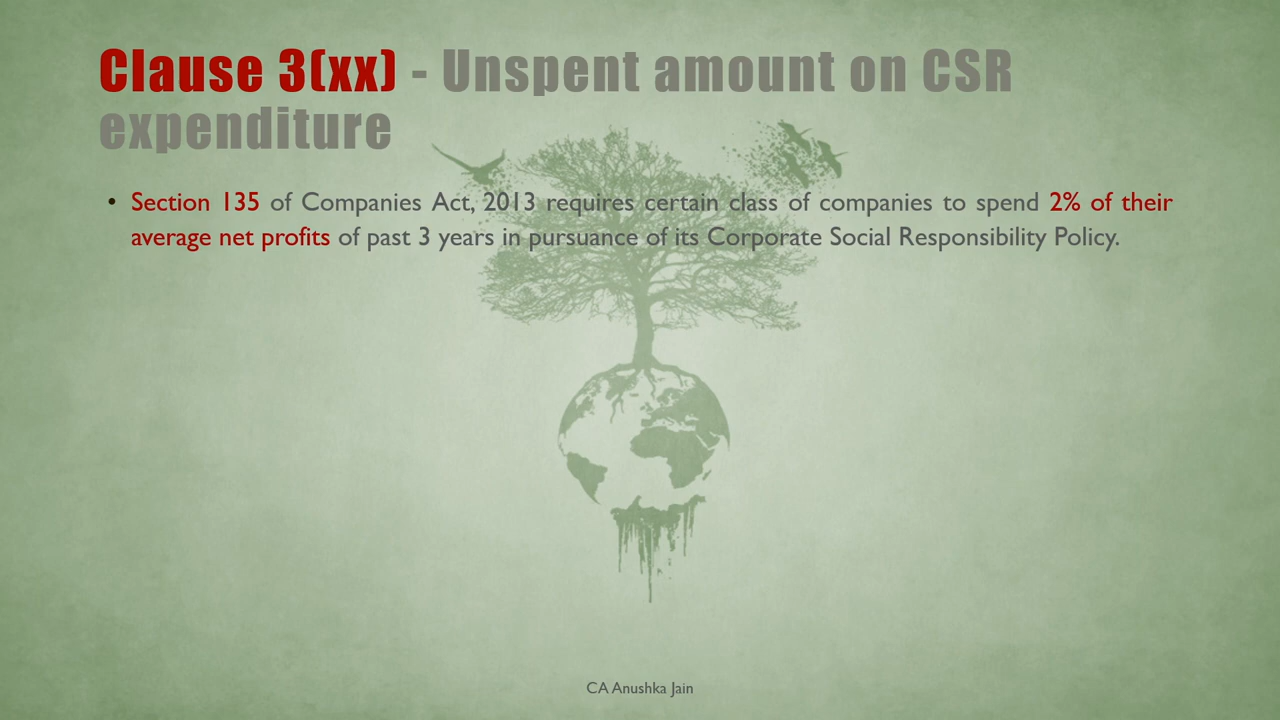 Clause 3(xx) - Unspent amount on CSR
expenditure
• Section 135 of Companies Act, 2013 requires certain class of companies to spend 2% of their
average net profits of past 3 years in pursuance of its Corporate Social Responsibility Policy.
CA Anushka Jain